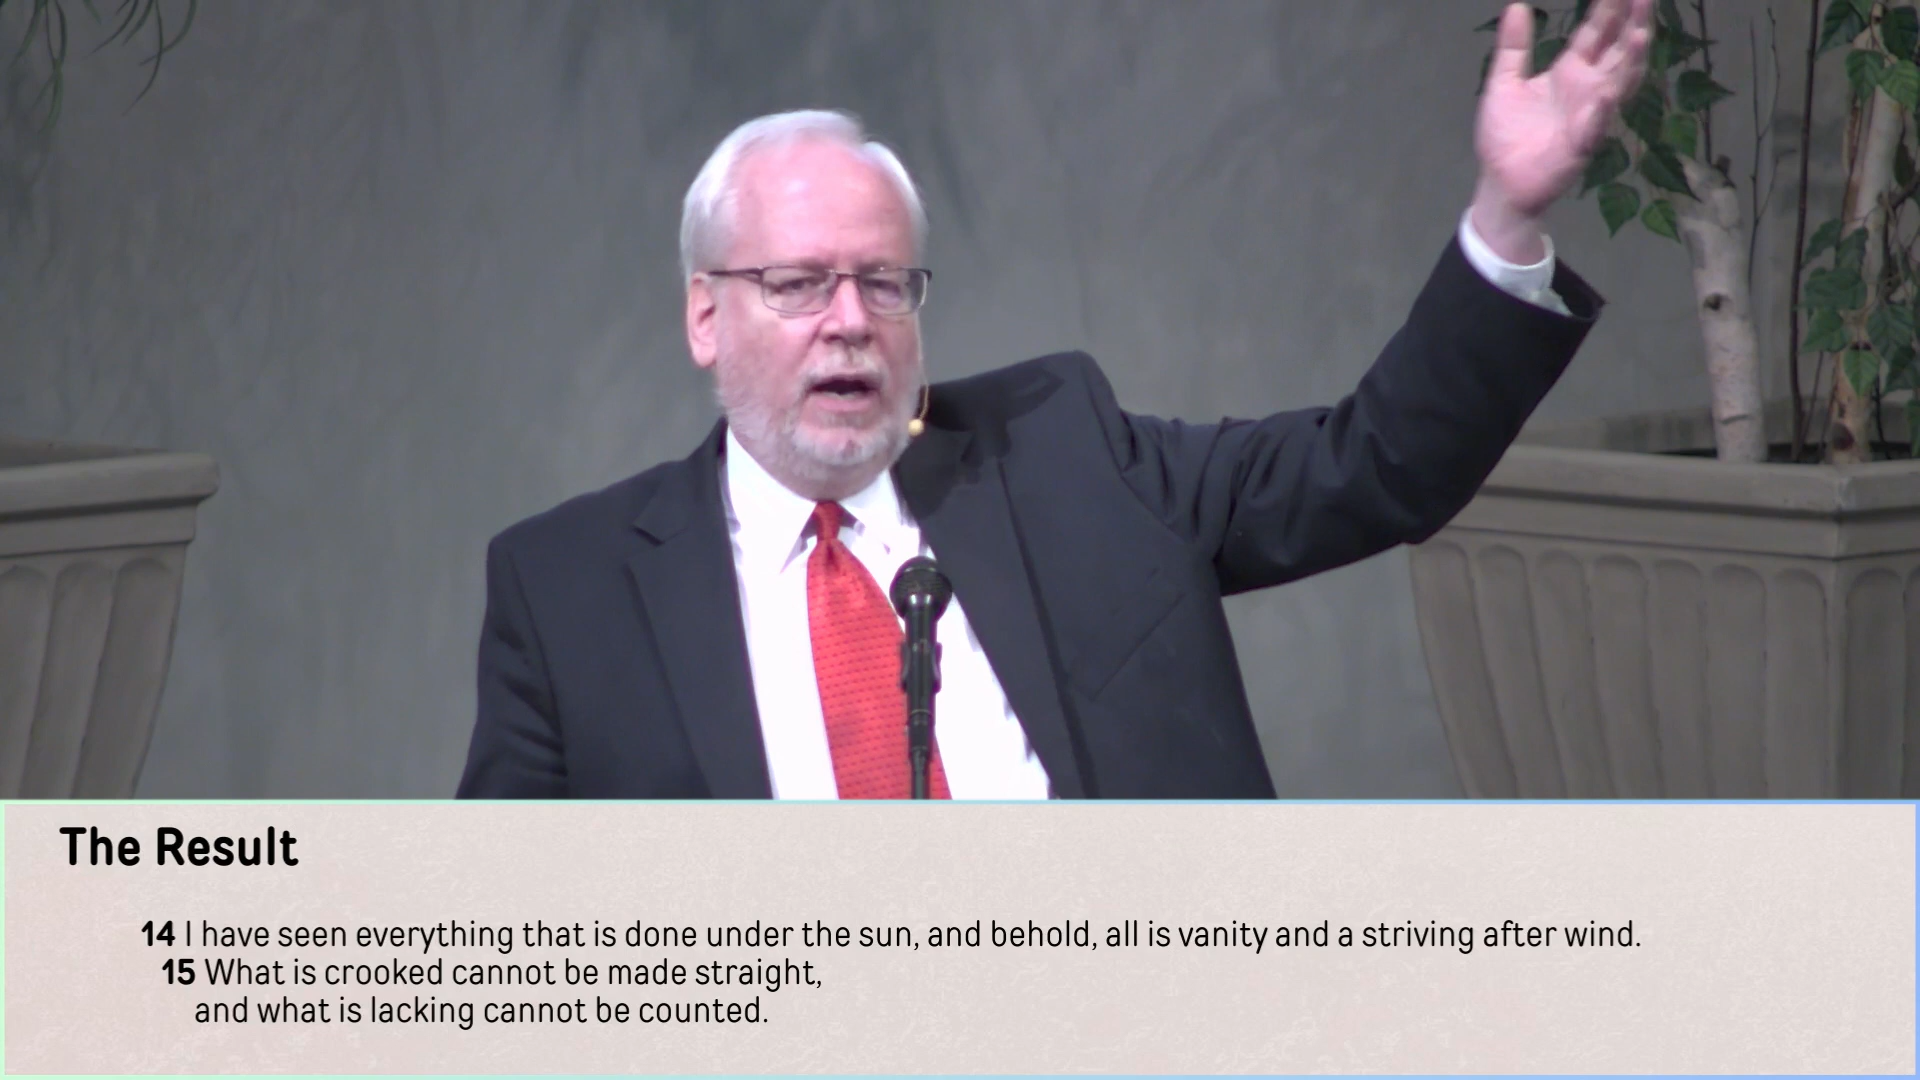 The Result
14 I have seen everything that is done under the sun, and behold, all is vanity and a striving after wind.
15 What is crooked cannot be made straight,
and what is lacking cannot be counted.